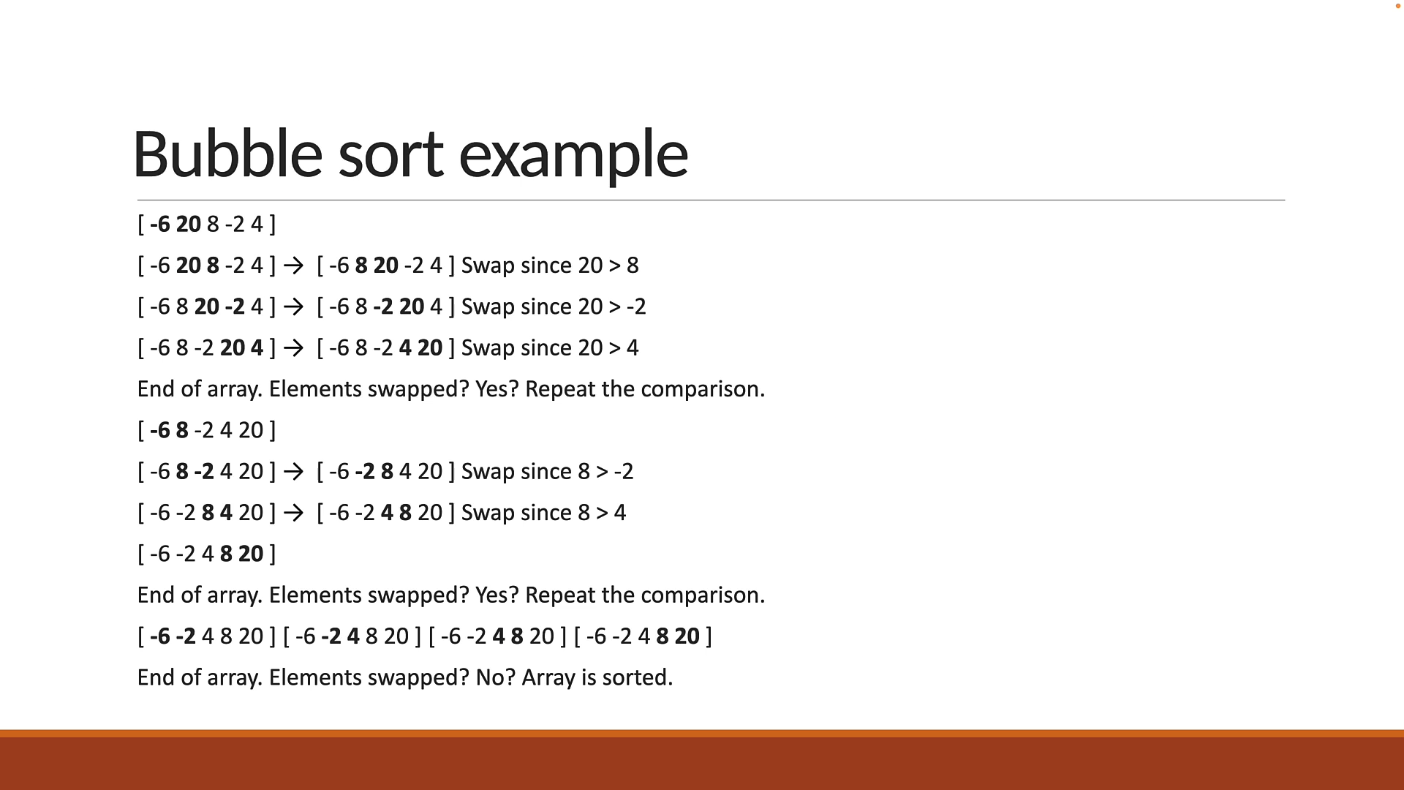 Bubble sort example
[ -6 20 8 -2 4 ]
[ -6 20 8 -2 4 ] → [ -6 8 20 -2 4 ] Swap since 20 > 8
[ -6 8 20 -2 4 ] → [ -6 8 -2 20 4 ] Swap since 20 > -2
[ -6 8 -2 20 4 ] → [ -6 8 -2 4 20 ] Swap since 20 > 4
End of array. Elements swapped? Yes? Repeat the comparison.
[ -6 8 -2 4 20 ]
[ -6 8 -2 4 20 ] → [ -6 -2 8 4 20 ] Swap since 8 > -2
[ -6 -2 8 4 20 ] → [ -6 -2 4 8 20 ] Swap since 8 > 4
[ -6 -2 4 8 20 ]
End of array. Elements swapped? Yes? Repeat the comparison.
[ -6 -2 4 8 20 ] [ -6 -2 4 8 20 ] [ -6 -2 4 8 20 ] [ -6 -2 4 8 20 ]
End of array. Elements swapped? No? Array is sorted.